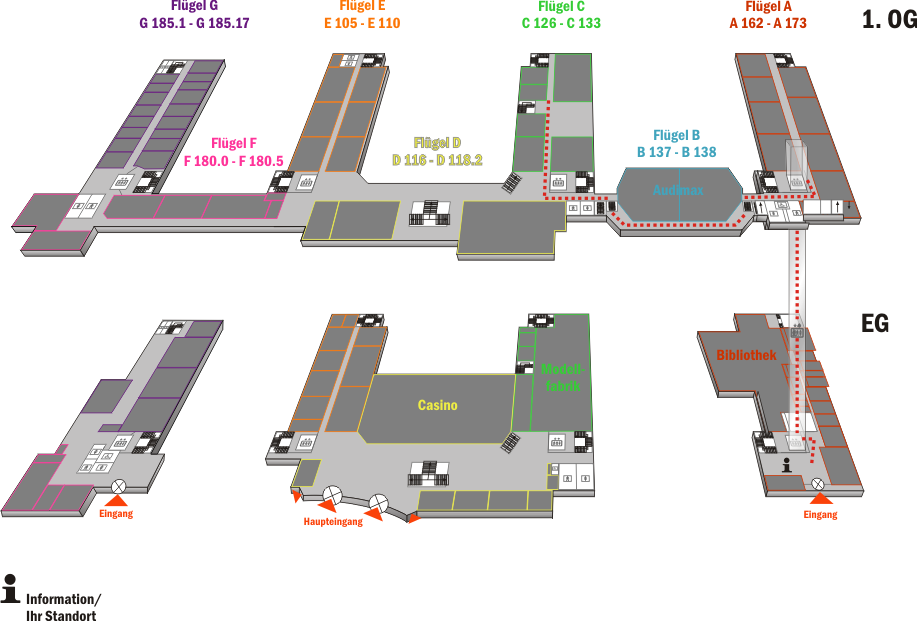 Flügel G
G 185.1 - G 185.17
Flügel E
E 105 - E 110
Flügel C
C 126 - C 133
Flügel A
A 162 - A 173
1. OG
Flügel F
F 180.0 - F 180.5
Flügel D
D 116 - D 118.2
Flügel B
B 137 - B 138
Audimax
EG
Bibliothek
Modell-
fabrik
Casino
i
Eingang
Haupteingang
Eingang
i Information/
Ihr Standort